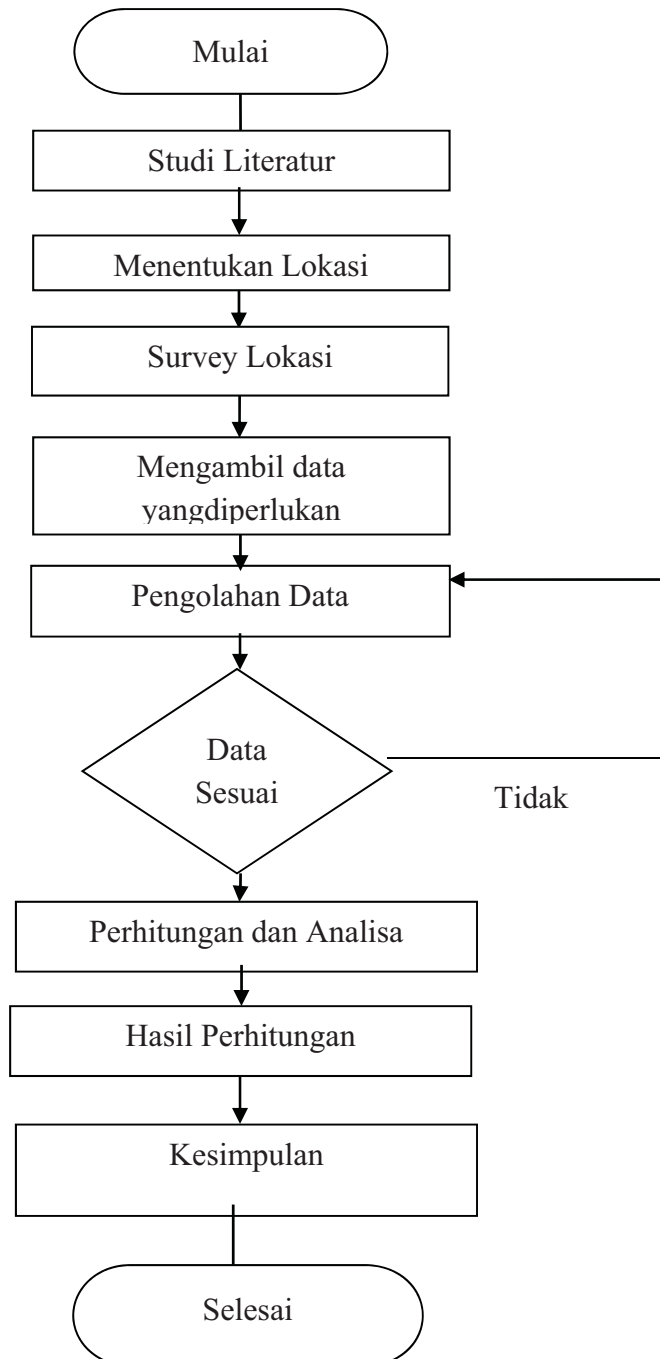 Mulai
Studi Literatur
Menentukan Lokasi
Survey Lokasi
Mengambil data
yangdiperlukan
Pengolahan Data
Data
Sesuai
Tidak
Perhitungan dan Analisa
Hasil Perhitungan
Kesimpulan
Selesai